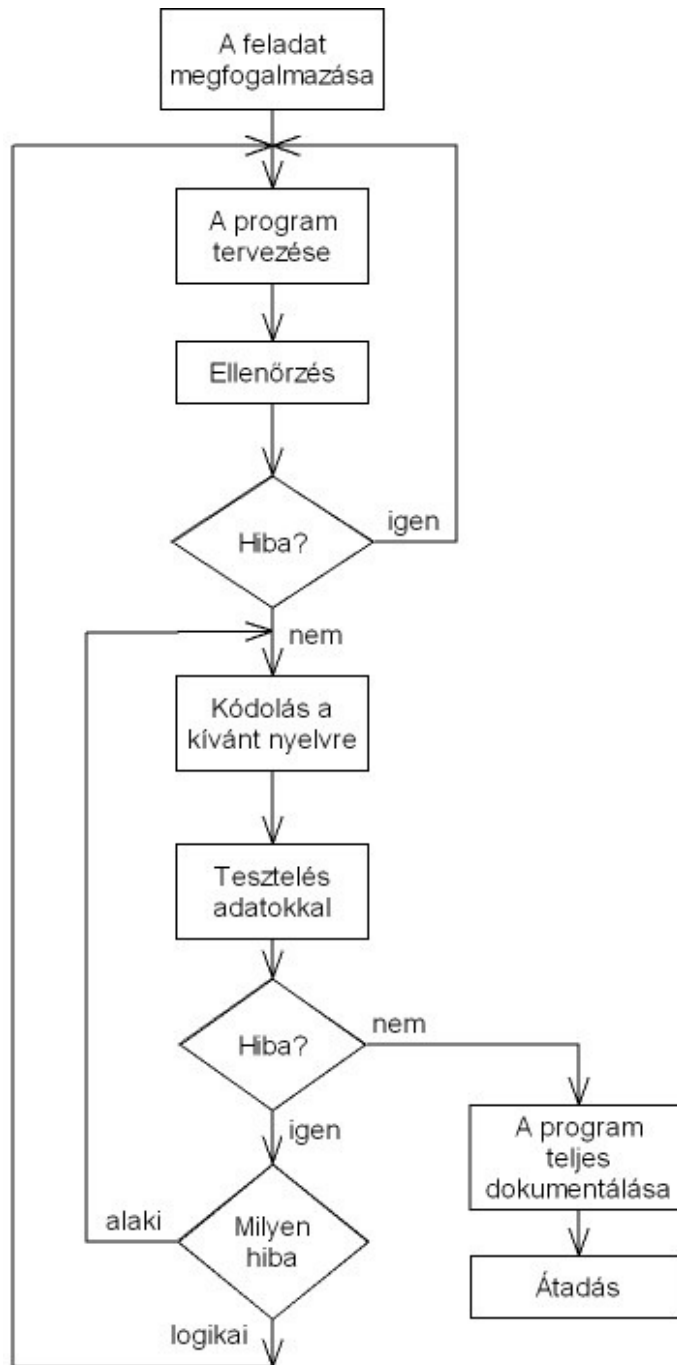 A feladat
megfogalmazása
A program
tervezése
Ellenőrzés
Hiba?
igen
nem
Kódolás a
kívánt nyelvre
Tesztelés
adatokkal
Hiba?
nem
igen
A program
teljes
dokumentálása
Milyen
hiba
alaki
Átadás
logikai